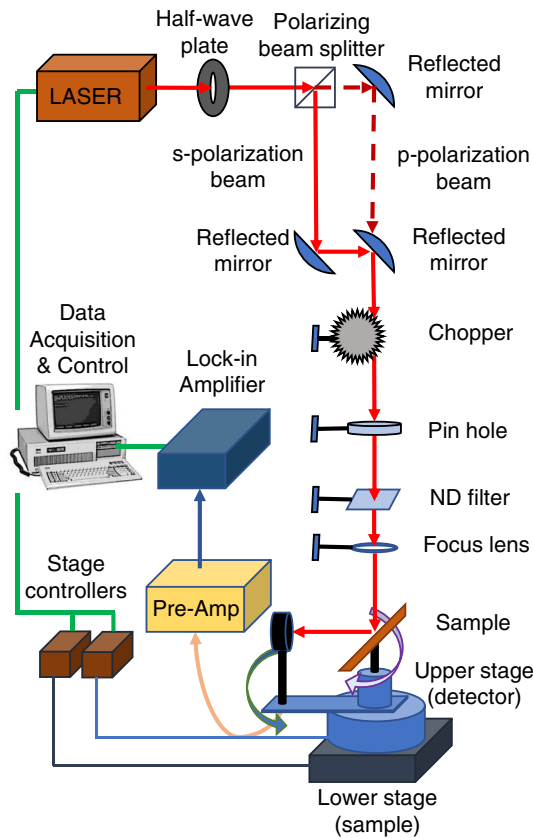 Half-wave
plate
Polarizing
beam splitter
Reflected
mirror
LASER
s-polarization
beam
p-polarization
beam
Reflected
mirror
Reflected
mirror
Data
Acquisition
& Control
Chopper
Lock-in
Amplifier
Pin hole
ND filter
Focus lens
Stage
controllers
Pre-Amp
Sample
Upper stage
(detector)
Lower stage
(sample)